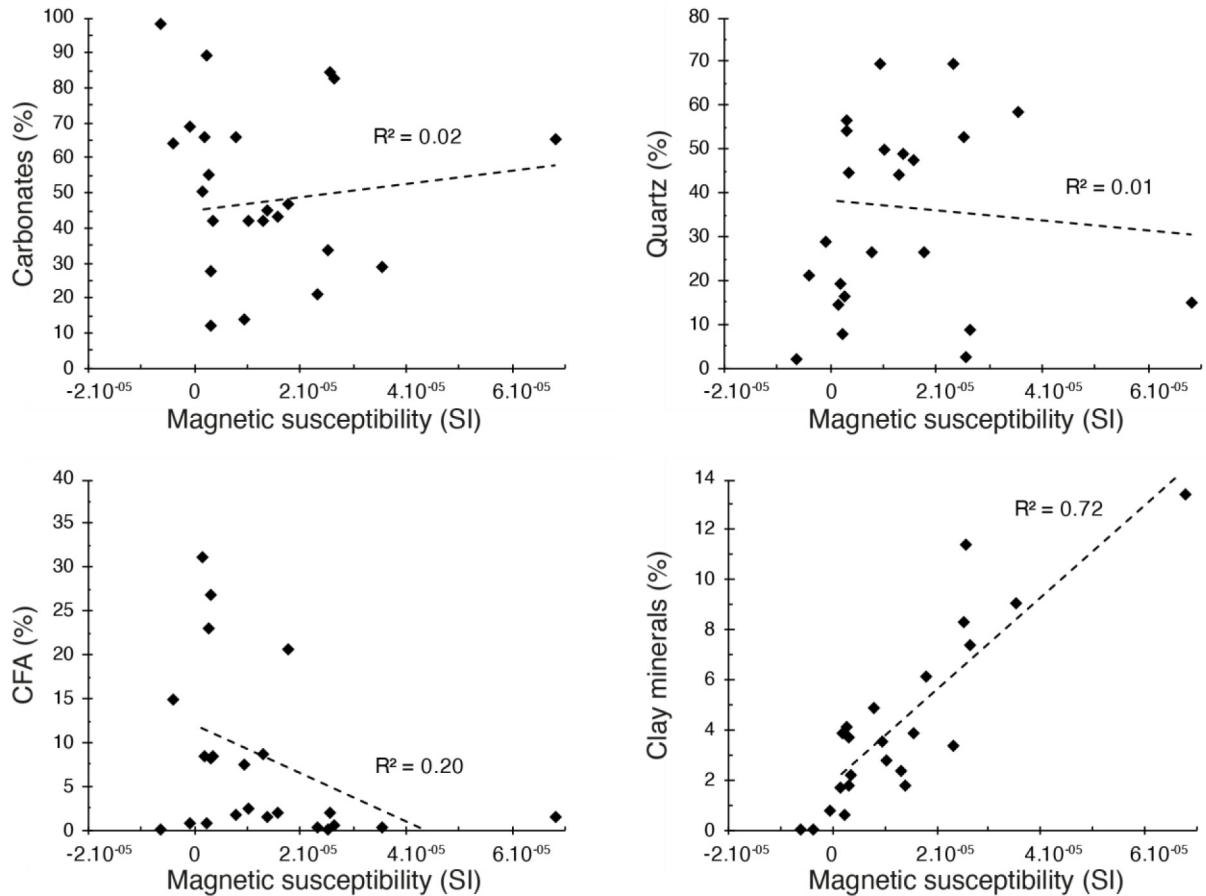 100
90
80
70
60
50
40
30
20
10
0
Carbonates (%)
R² = 0.02
-2.10⁻⁰⁵ 0 2.10⁻⁰⁵ 4.10⁻⁰⁵ 6.10⁻⁰⁵
Magnetic susceptibility (SI)
80
70
60
50
40
30
20
10
0
Quartz (%)
R² = 0.01
-2.10⁻⁰⁵ 0 2.10⁻⁰⁵ 4.10⁻⁰⁵ 6.10⁻⁰⁵
Magnetic susceptibility (SI)
40
35
30
25
20
15
10
5
0
CFA (%)
R² = 0.20
-2.10⁻⁰⁵ 0 2.10⁻⁰⁵ 4.10⁻⁰⁵ 6.10⁻⁰⁵
Magnetic susceptibility (SI)
14
12
10
8
6
4
2
0
Clay minerals (%)
R² = 0.72
-2.10⁻⁰⁵ 0 2.10⁻⁰⁵ 4.10⁻⁰⁵ 6.10⁻⁰⁵
Magnetic susceptibility (SI)